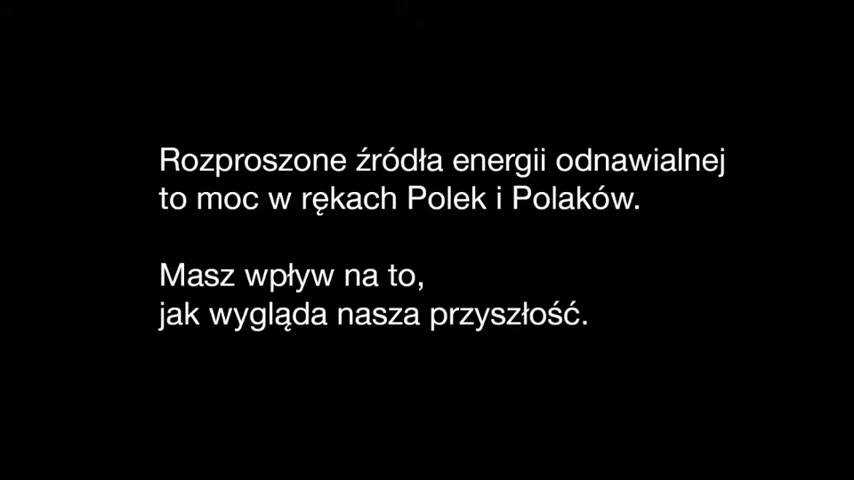 Rozproszone źródła energii odnawialnej
to moc w rękach Polek i Polaków.
Masz wpływ na to,
jak wygląda nasza przyszłość.